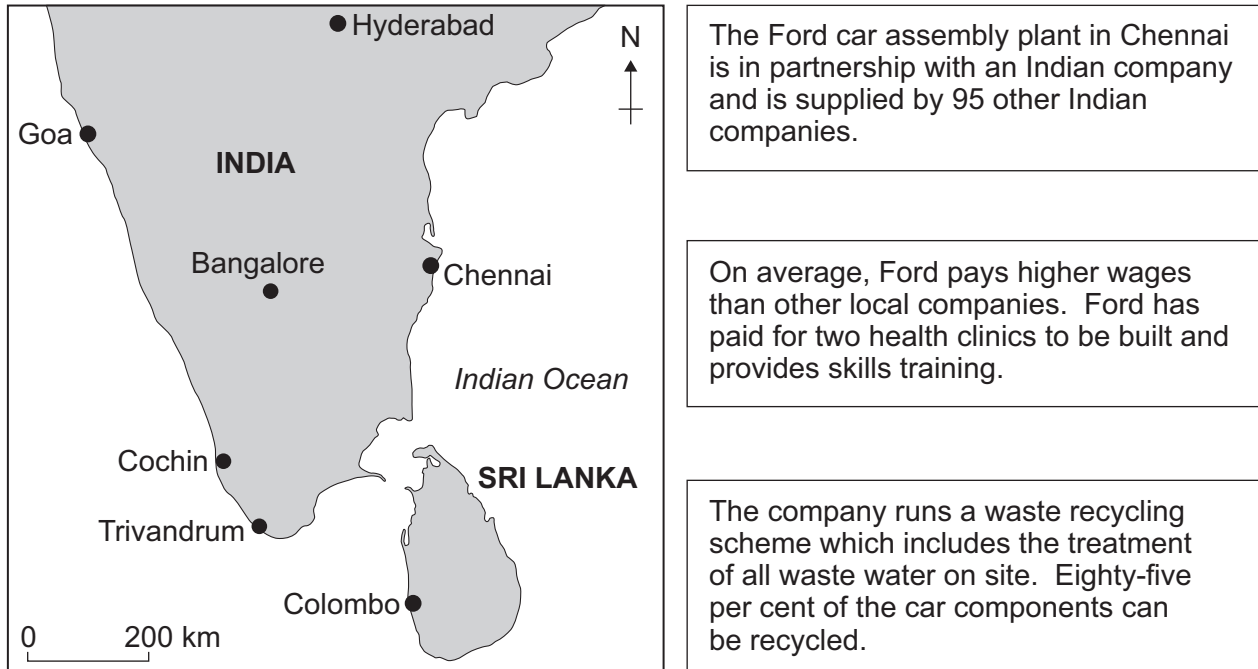 Hyderabad
N
Goa
INDIA
Bangalore
Chennai
Indian Ocean
Cochin
SRI LANKA
Trivandrum
Colombo
0 200 km
The Ford car assembly plant in Chennai
is in partnership with an Indian company
and is supplied by 95 other Indian
companies.
On average, Ford pays higher wages
than other local companies. Ford has
paid for two health clinics to be built and
provides skills training.
The company runs a waste recycling
scheme which includes the treatment
of all waste water on site. Eighty-five
per cent of the car components can
be recycled.